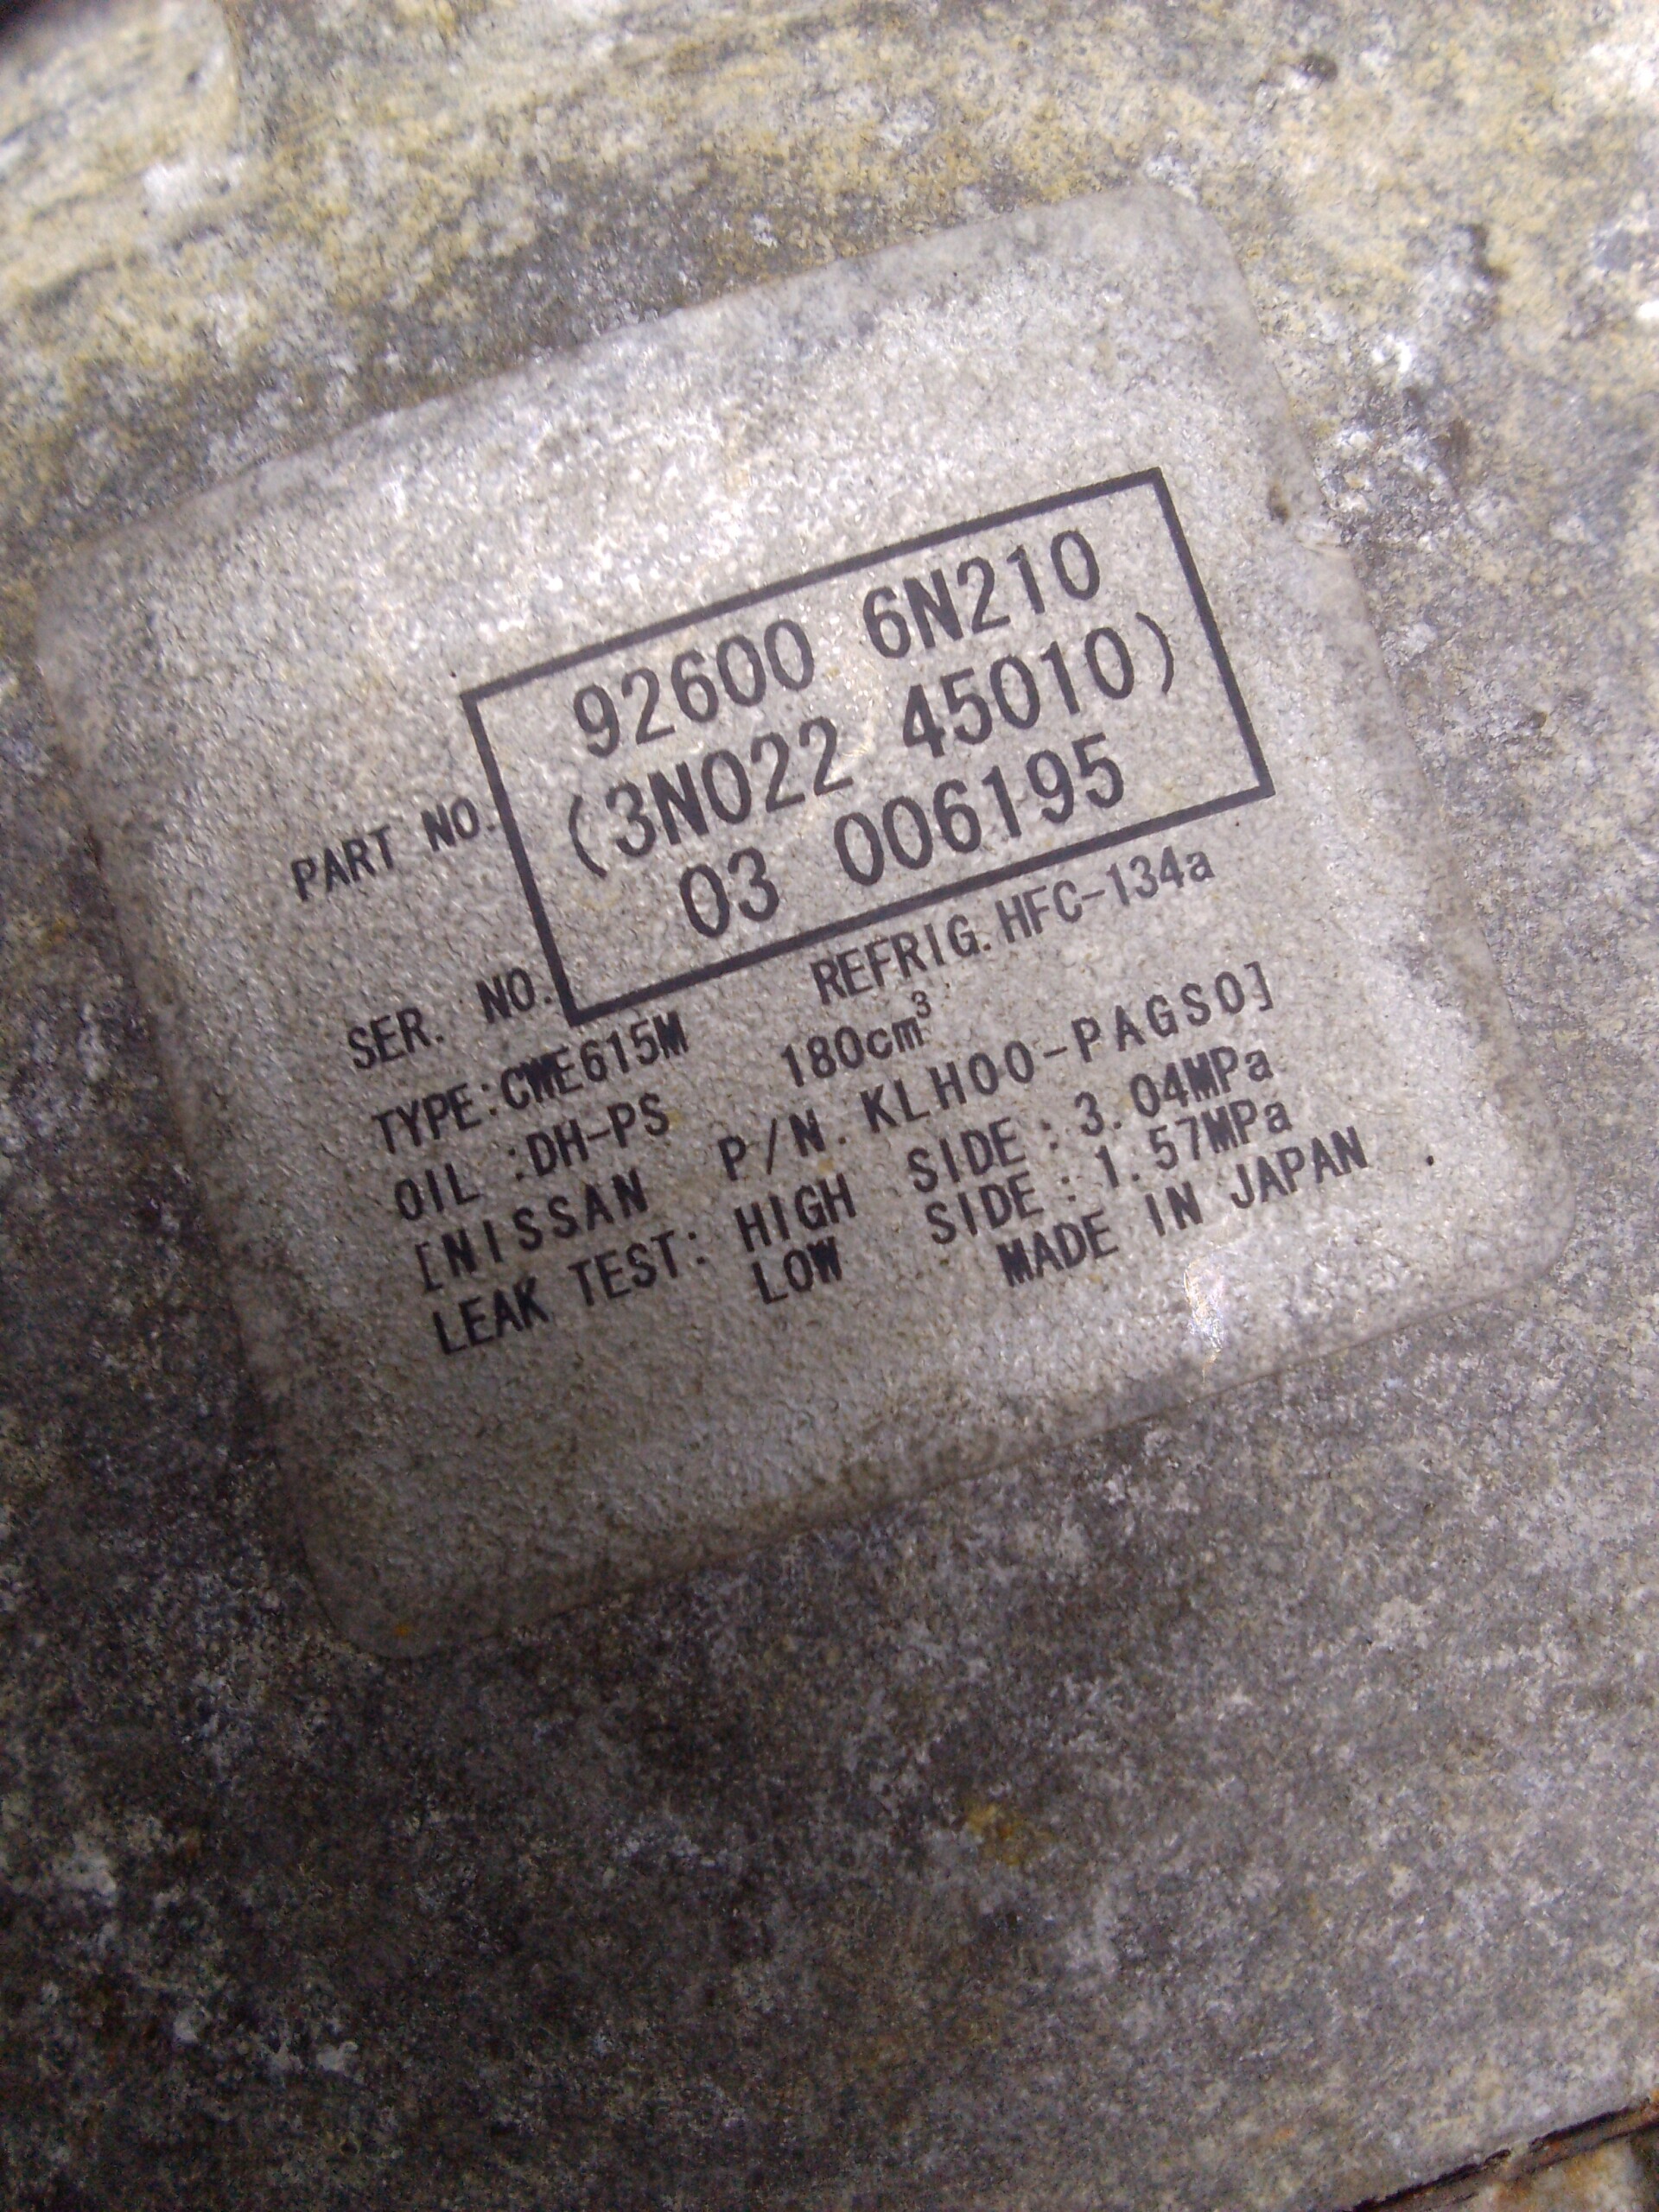 PART NO. 92600 6N210
(3N022 45010)
SER. NO. 03 006195
TYPE:CWE615M REFRIG.HFC-134a
OIL :DH-PS 180cm³
[NISSAN P/N.KLH00-PAGS0]
LEAK TEST: HIGH SIDE:3.04MPa
LOW SIDE:1.57MPa
MADE IN JAPAN